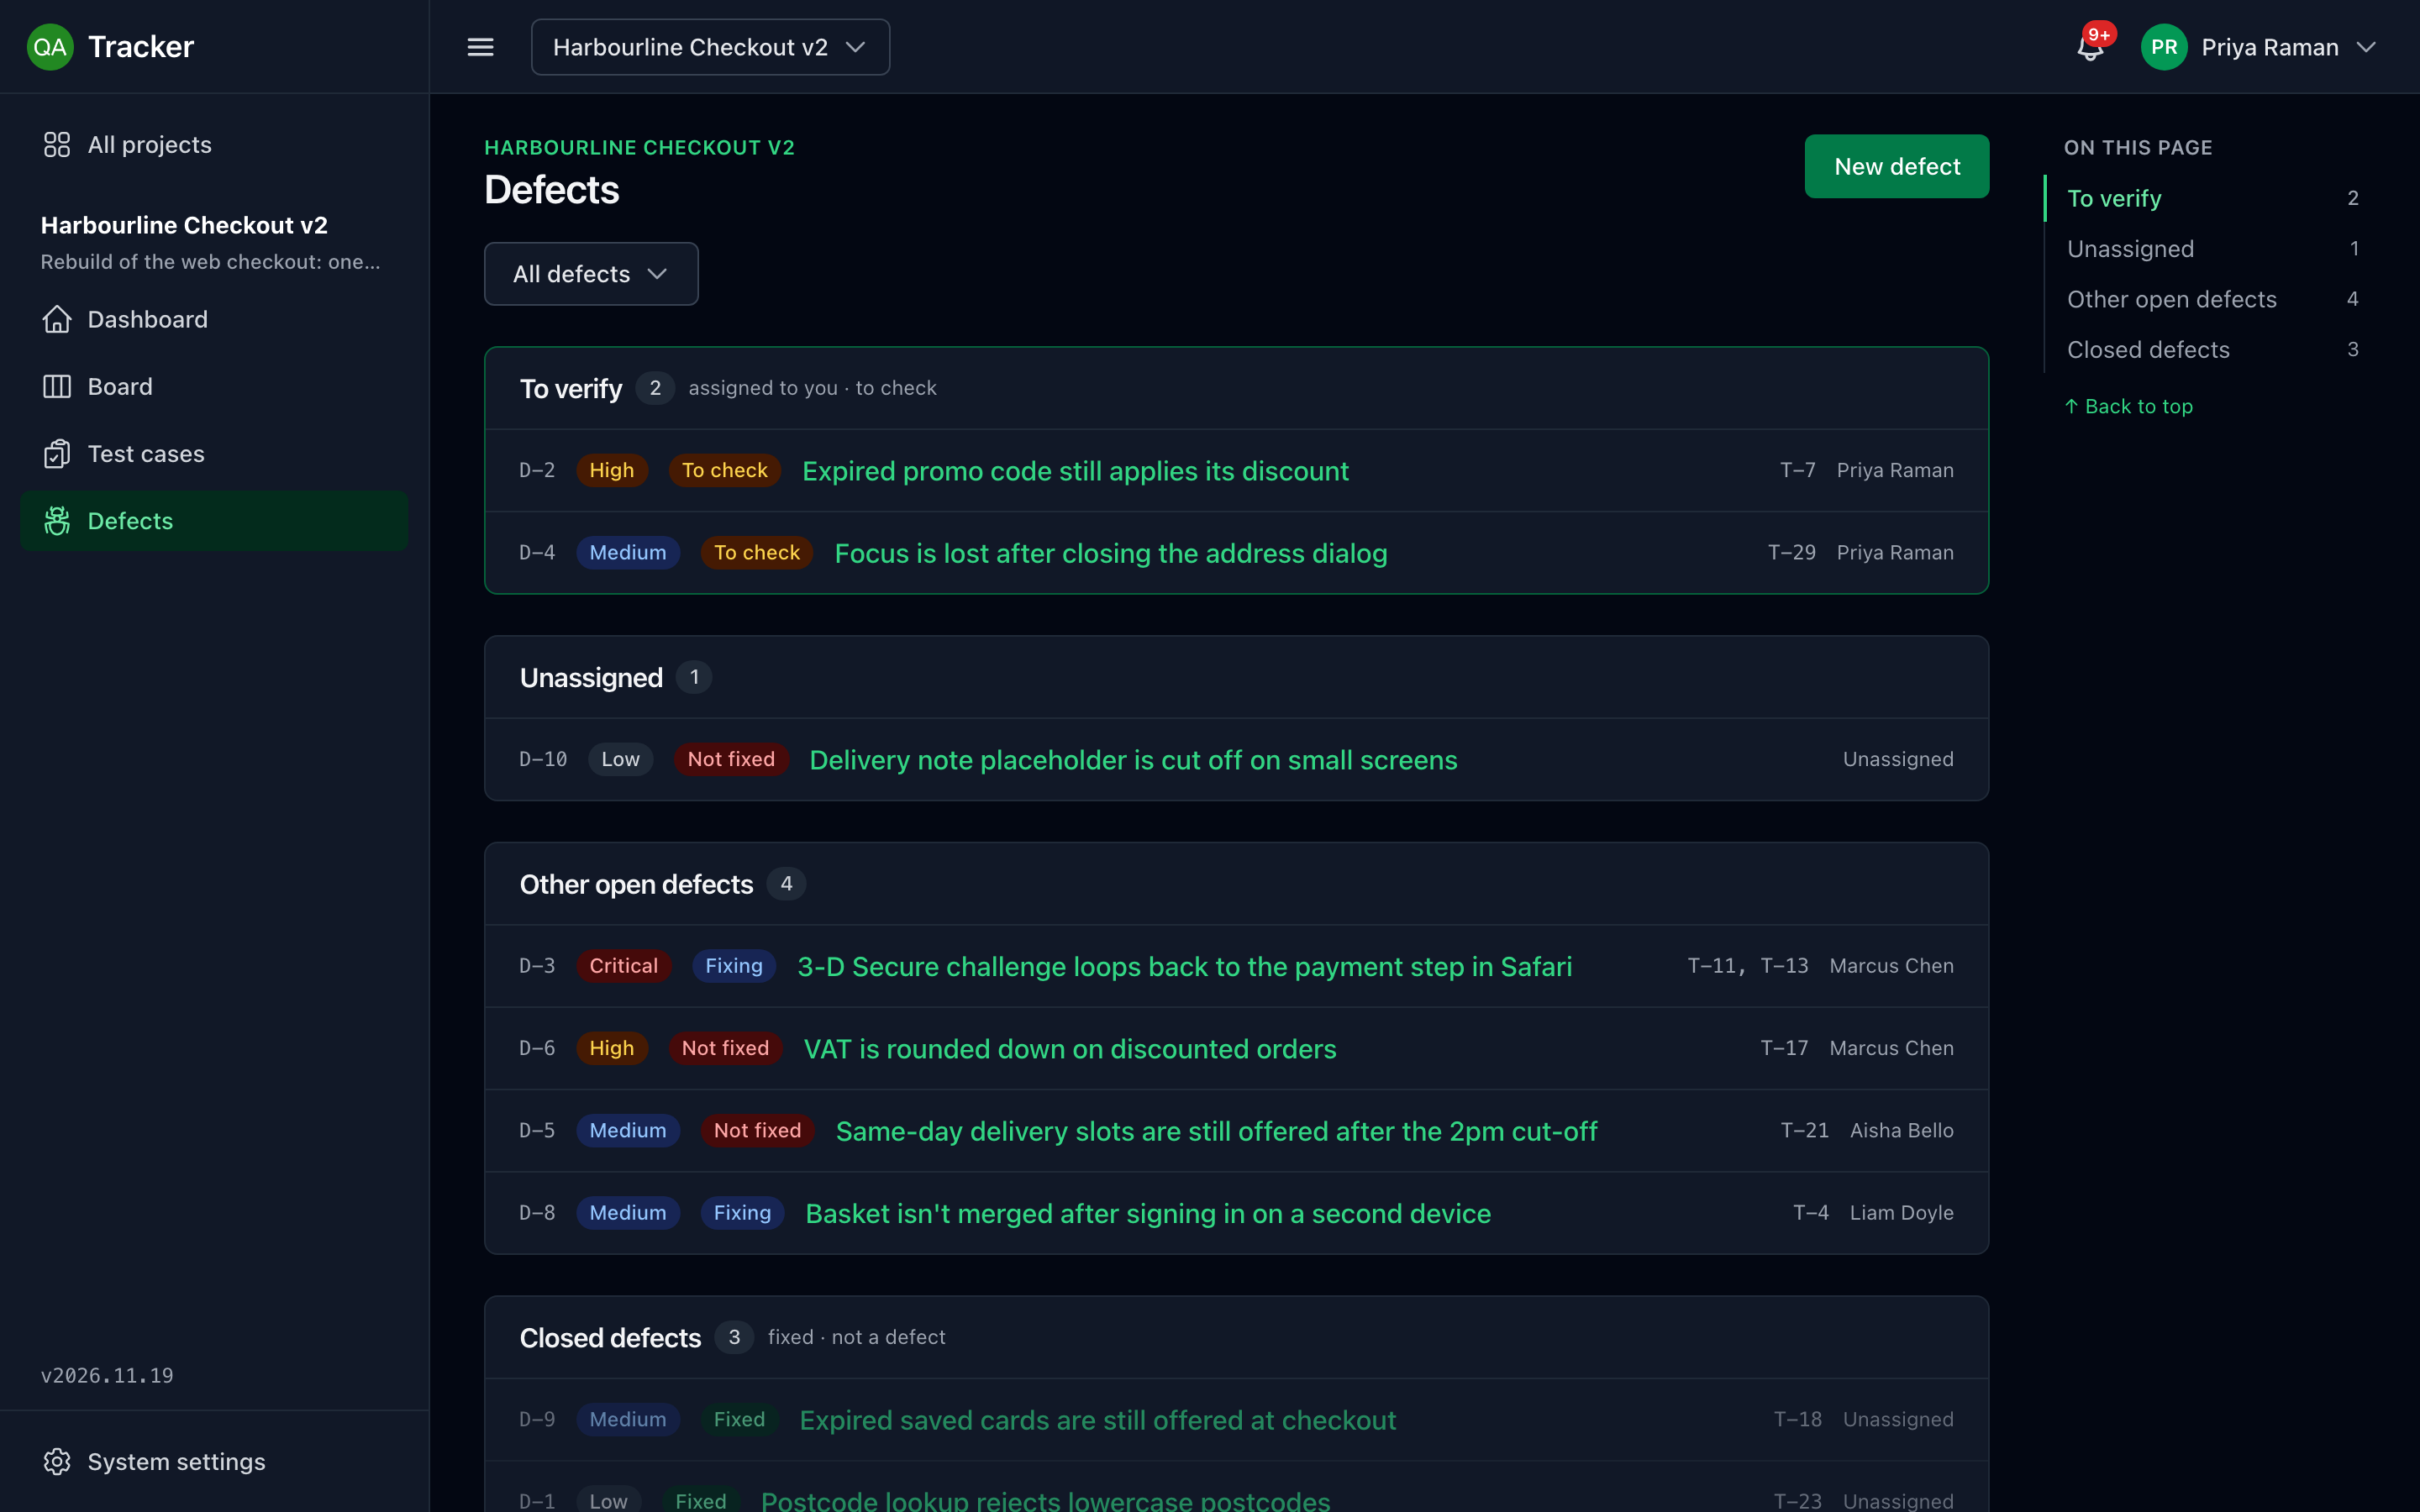 QA Tracker
Harbourline Checkout v2
9+
PR Priya Raman
All projects
Harbourline Checkout v2
Rebuild of the web checkout: one...
Dashboard
Board
Test cases
Defects
v2026.11.19
System settings
HARBOURLINE CHECKOUT V2
Defects
New defect
All defects
To verify 2 assigned to you · to check
D-2 High To check Expired promo code still applies its discount T-7 Priya Raman
D-4 Medium To check Focus is lost after closing the address dialog T-29 Priya Raman
Unassigned 1
D-10 Low Not fixed Delivery note placeholder is cut off on small screens Unassigned
Other open defects 4
D-3 Critical Fixing 3-D Secure challenge loops back to the payment step in Safari T-11, T-13 Marcus Chen
D-6 High Not fixed VAT is rounded down on discounted orders T-17 Marcus Chen
D-5 Medium Not fixed Same-day delivery slots are still offered after the 2pm cut-off T-21 Aisha Bello
D-8 Medium Fixing Basket isn't merged after signing in on a second device T-4 Liam Doyle
Closed defects 3 fixed · not a defect
D-9 Medium Fixed Expired saved cards are still offered at checkout T-18 Unassigned
D-1 Low Fixed Postcode lookup rejects lowercase postcodes T-23 Unassigned
ON THIS PAGE
To verify 2
Unassigned 1
Other open defects 4
Closed defects 3
↑ Back to top